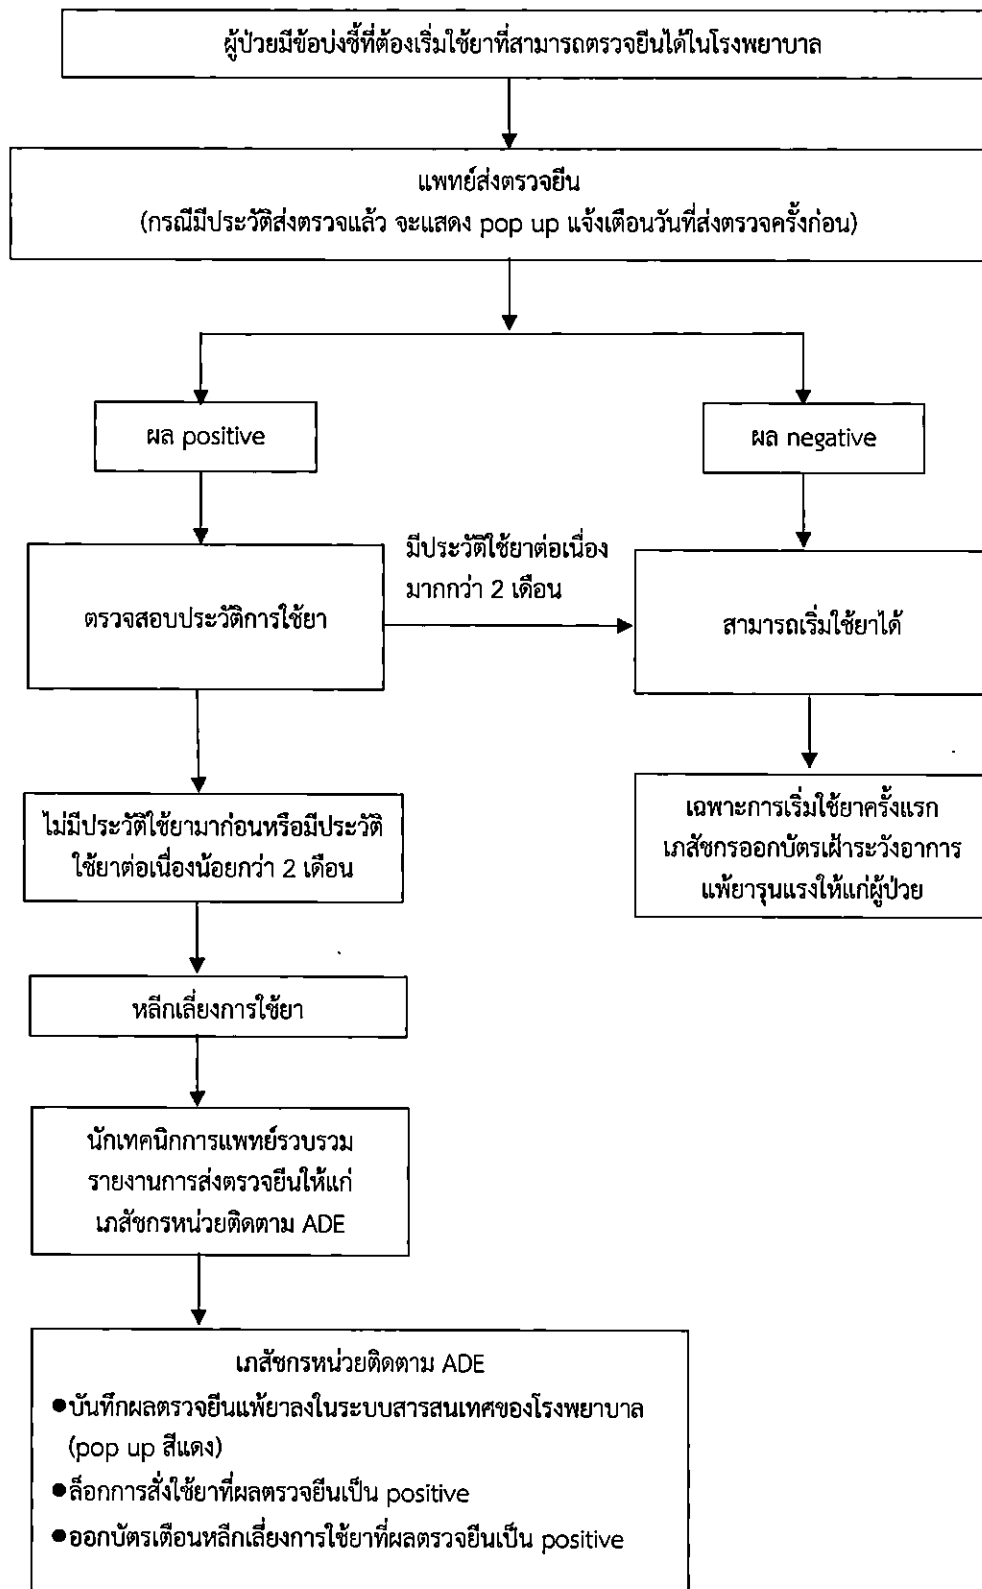 ผู้ป่วยมีข้อบ่งชี้ที่ต้องเริ่มใช้ยาที่สามารถตรวจยีนได้ในโรงพยาบาล
แพทย์ส่งตรวจยีน
(กรณีมีประวัติส่งตรวจแล้ว จะแสดง pop up แจ้งเตือนวันที่ส่งตรวจครั้งก่อน)
ผล positive
ผล negative
ตรวจสอบประวัติการใช้ยา
มีประวัติใช้ยาต่อเนื่อง
มากกว่า 2 เดือน
สามารถเริ่มใช้ยาได้
ไม่มีประวัติใช้ยามาก่อนหรือมีประวัติ
ใช้ยาต่อเนื่องน้อยกว่า 2 เดือน
เฉพาะการเริ่มใช้ยาครั้งแรก
เภสัชกรออกบัตรเฝ้าระวังอาการ
แพ้ยารุนแรงให้แก่ผู้ป่วย
หลีกเลี่ยงการใช้ยา
นักเทคนิกการแพทย์รวบรวม
รายงานการส่งตรวจยีนให้แก่
เภสัชกรหน่วยติดตาม ADE
เภสัชกรหน่วยติดตาม ADE
●บันทึกผลตรวจยีนแพ้ยาลงในระบบสารสนเทศของโรงพยาบาล
(pop up สีแดง)
●ล็อกการสั่งใช้ยาที่ผลตรวจยีนเป็น positive
●ออกบัตรเตือนหลีกเลี่ยงการใช้ยาที่ผลตรวจยีนเป็น positive